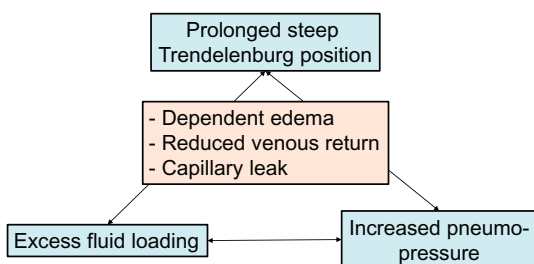 Prolonged steep
Trendelenburg position
- Dependent edema
- Reduced venous return
- Capillary leak
Excess fluid loading
Increased pneumo-
pressure